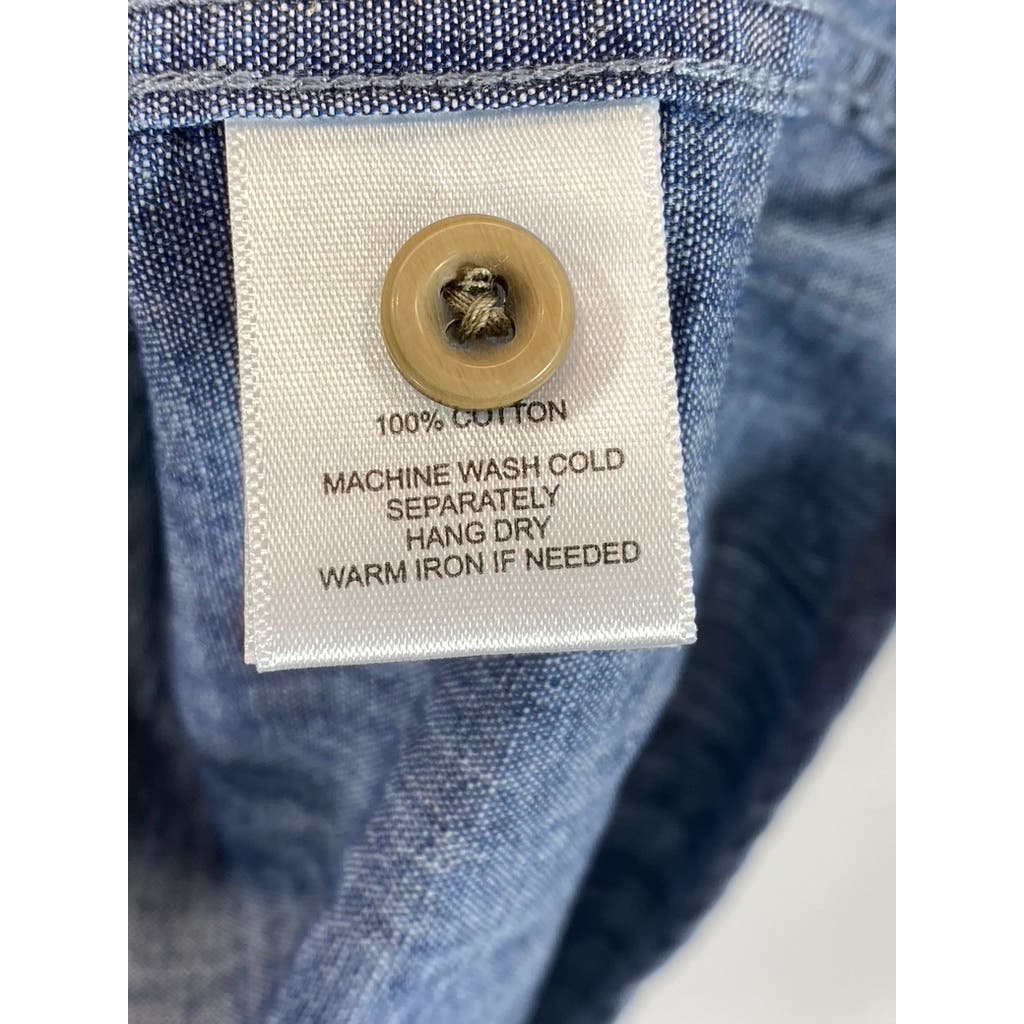 100% COTTON
MACHINE WASH COLD
SEPARATELY
HANG DRY
WARM IRON IF NEEDED